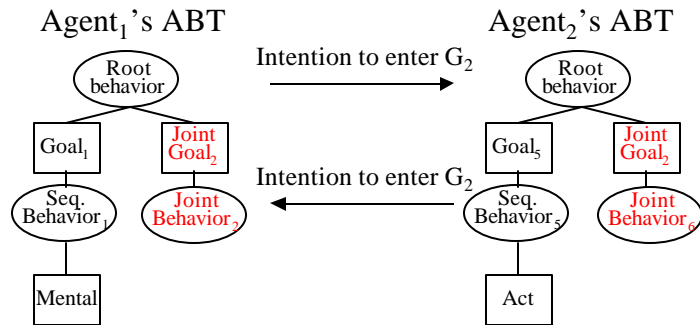 Agent₁'s ABT
Intention to enter G₂
Agent₂'s ABT
Root
behavior
Root
behavior
Goal₁
Joint
Goal₂
Goal₅
Joint
Goal₂
Intention to enter G₂
Seq.
Behavior₁
Joint
Behavior₂
Seq.
Behavior₅
Joint
Behavior₆
Mental
Act